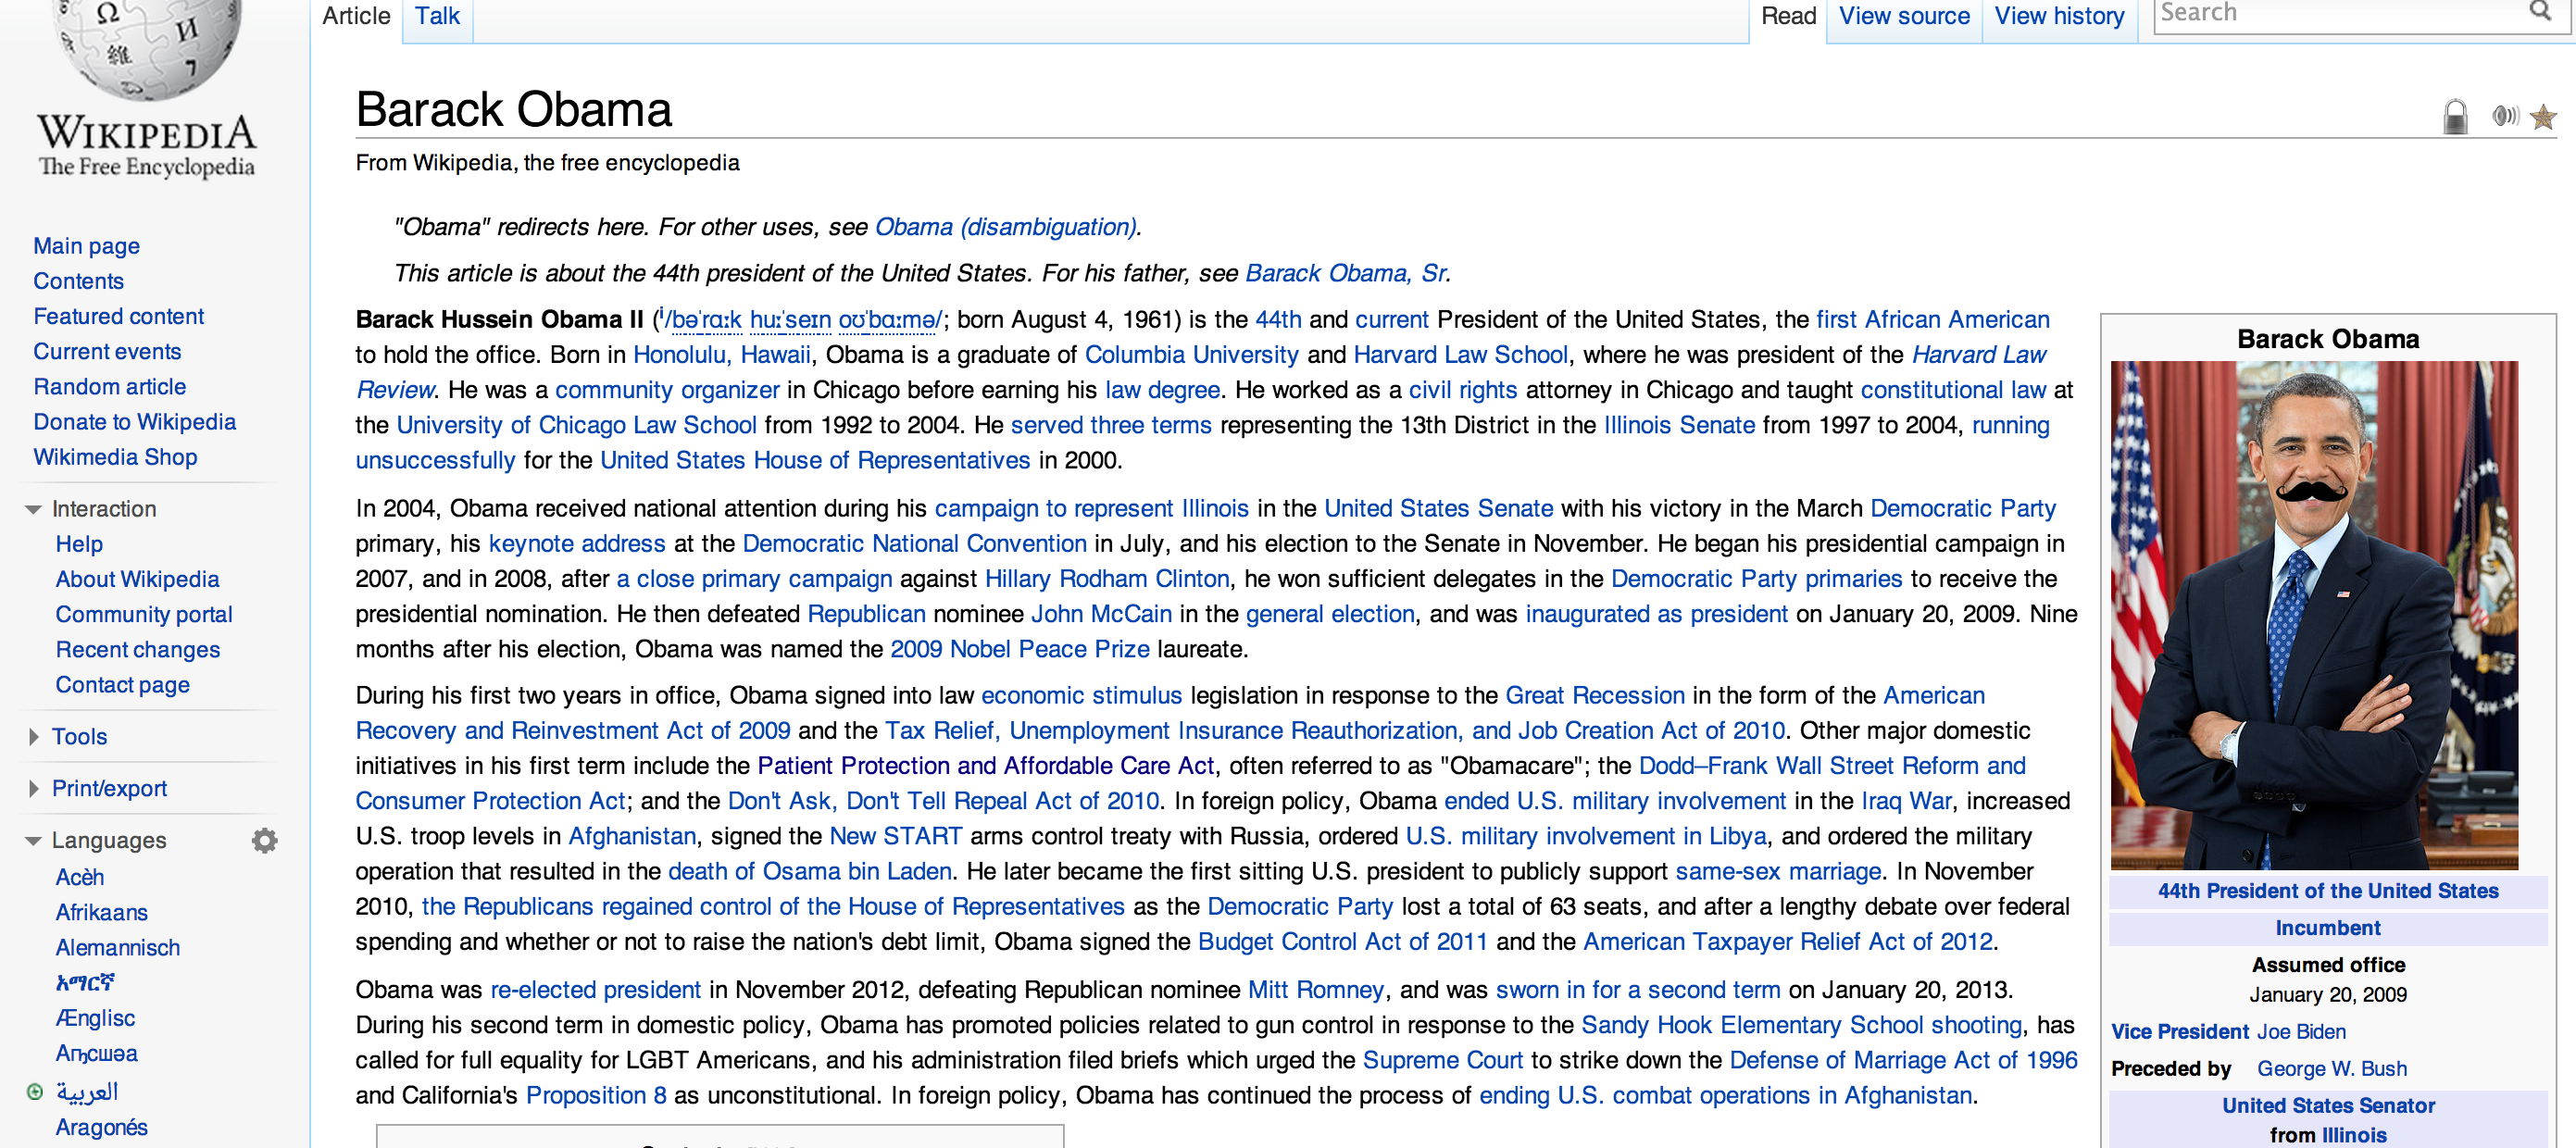 Article Talk Read View source View history Search
Ω
И
維
WIKIPEDIA
The Free Encyclopedia
Main page
Contents
Featured content
Current events
Random article
Donate to Wikipedia
Wikimedia Shop
Interaction
Help
About Wikipedia
Community portal
Recent changes
Contact page
Tools
Print/export
Languages
Acèh
Afrikaans
Alemannisch
አማርኛ
Ænglisc
Аҧсшәа
العربية
Aragonés
Barack Obama
From Wikipedia, the free encyclopedia
"Obama" redirects here. For other uses, see Obama (disambiguation).
This article is about the 44th president of the United States. For his father, see Barack Obama, Sr.
Barack Hussein Obama II (i/bəˈrɑːk huːˈseɪn oʊˈbɑːmə/; born August 4, 1961) is the 44th and current President of the United States, the first African American
to hold the office. Born in Honolulu, Hawaii, Obama is a graduate of Columbia University and Harvard Law School, where he was president of the Harvard Law
Review. He was a community organizer in Chicago before earning his law degree. He worked as a civil rights attorney in Chicago and taught constitutional law at
the University of Chicago Law School from 1992 to 2004. He served three terms representing the 13th District in the Illinois Senate from 1997 to 2004, running
unsuccessfully for the United States House of Representatives in 2000.
In 2004, Obama received national attention during his campaign to represent Illinois in the United States Senate with his victory in the March Democratic Party
primary, his keynote address at the Democratic National Convention in July, and his election to the Senate in November. He began his presidential campaign in
2007, and in 2008, after a close primary campaign against Hillary Rodham Clinton, he won sufficient delegates in the Democratic Party primaries to receive the
presidential nomination. He then defeated Republican nominee John McCain in the general election, and was inaugurated as president on January 20, 2009. Nine
months after his election, Obama was named the 2009 Nobel Peace Prize laureate.
During his first two years in office, Obama signed into law economic stimulus legislation in response to the Great Recession in the form of the American
Recovery and Reinvestment Act of 2009 and the Tax Relief, Unemployment Insurance Reauthorization, and Job Creation Act of 2010. Other major domestic
initiatives in his first term include the Patient Protection and Affordable Care Act, often referred to as "Obamacare"; the Dodd–Frank Wall Street Reform and
Consumer Protection Act; and the Don't Ask, Don't Tell Repeal Act of 2010. In foreign policy, Obama ended U.S. military involvement in the Iraq War, increased
U.S. troop levels in Afghanistan, signed the New START arms control treaty with Russia, ordered U.S. military involvement in Libya, and ordered the military
operation that resulted in the death of Osama bin Laden. He later became the first sitting U.S. president to publicly support same-sex marriage. In November
2010, the Republicans regained control of the House of Representatives as the Democratic Party lost a total of 63 seats, and after a lengthy debate over federal
spending and whether or not to raise the nation's debt limit, Obama signed the Budget Control Act of 2011 and the American Taxpayer Relief Act of 2012.
Obama was re-elected president in November 2012, defeating Republican nominee Mitt Romney, and was sworn in for a second term on January 20, 2013.
During his second term in domestic policy, Obama has promoted policies related to gun control in response to the Sandy Hook Elementary School shooting, has
called for full equality for LGBT Americans, and his administration filed briefs which urged the Supreme Court to strike down the Defense of Marriage Act of 1996
and California's Proposition 8 as unconstitutional. In foreign policy, Obama has continued the process of ending U.S. combat operations in Afghanistan.
Barack Obama
44th President of the United States
Incumbent
Assumed office
January 20, 2009
Vice President Joe Biden
Preceded by George W. Bush
United States Senator
from Illinois